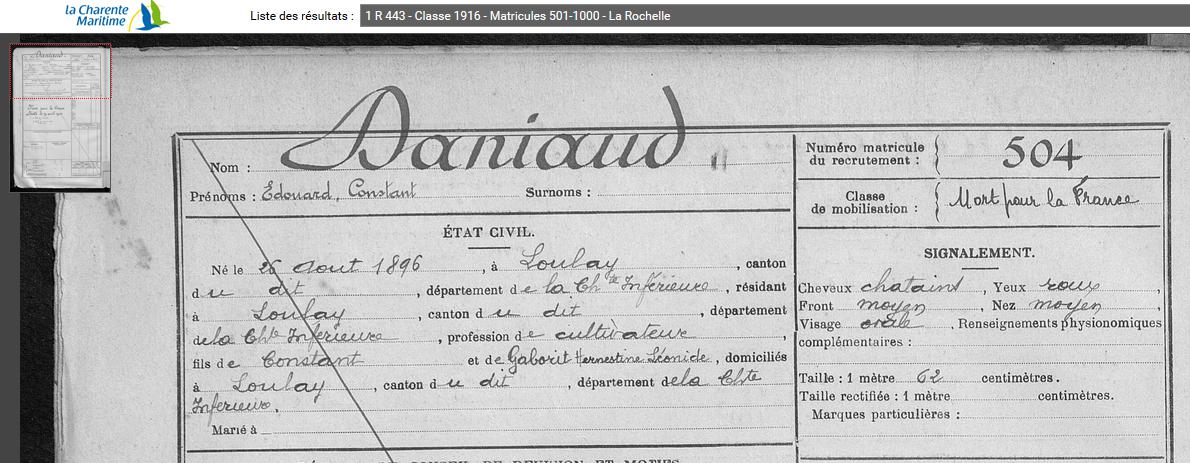 la Charente
Maritime
Liste des résultats :
1 R 443 - Classe 1916 - Matricules 501-1000 - La Rochelle
Nom : Daniaud
Prénoms : Edouard, Constant Surnoms :
Numéro matricule du recrutement : 504
Classe de mobilisation : Mort pour la France
ÉTAT CIVIL.
Né le 26 Aout 1896, à Loulay, canton
du dit, département de la Ch te Inférieure, résidant
à Loulay, canton du dit, département
de la Chte Inférieure, profession de cultivateur,
fils de Constant et de Gaborit Hernestine Léonide, domiciliés
à Loulay, canton du dit, département de la Chte
Inférieure.
Marié à
SIGNALEMENT.
Cheveux chatains, Yeux roux,
Front moyen, Nez moyen,
Visage ovale, Renseignements physionomiques
complémentaires :
Taille : 1 mètre 62 centimètres.
Taille rectifiée : 1 mètre centimètres.
Marques particulières :